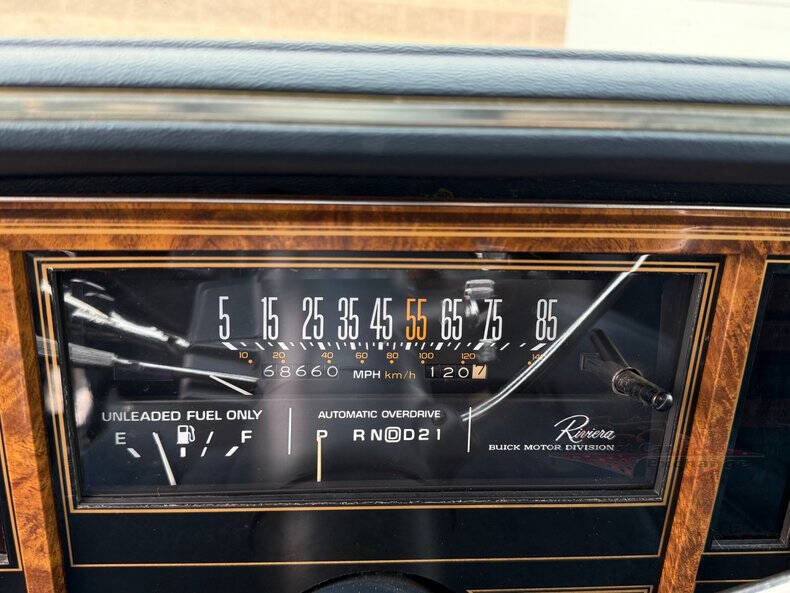 5 15 25 35 45 55 65 75 85
10 20 40 60 80 100 120 140
68660 MPH km/h 1207
UNLEADED FUEL ONLY
E F
AUTOMATIC OVERDRIVE
P R N D D 2 1
Riviera
BUICK MOTOR DIVISION